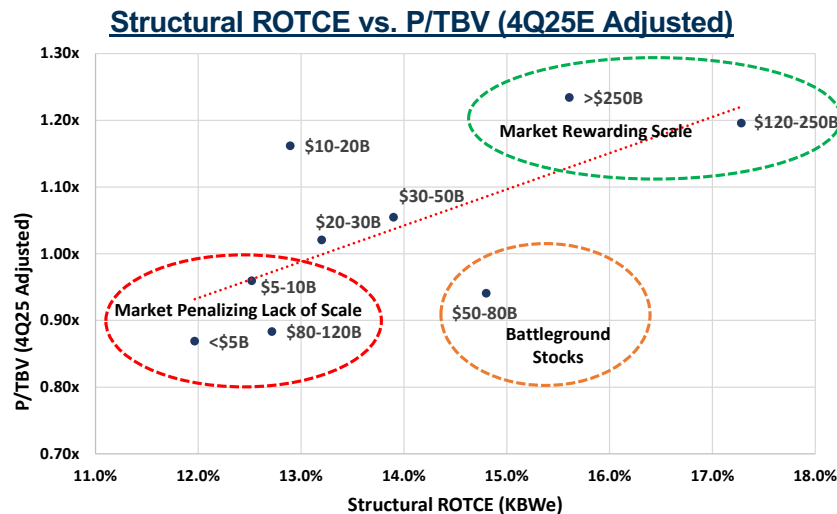 Structural ROTCE vs. P/TBV (4Q25E Adjusted)
P/TBV (4Q25 Adjusted)
1.30x
1.20x
1.10x
1.00x
0.90x
0.80x
0.70x
>$250B
$120-250B
Market Rewarding Scale
$10-20B
$30-50B
$20-30B
$5-10B
Market Penalizing Lack of Scale
<$5B
$80-120B
$50-80B
Battleground
Stocks
11.0%
12.0%
13.0%
14.0%
15.0%
16.0%
17.0%
18.0%
Structural ROTCE (KBWe)